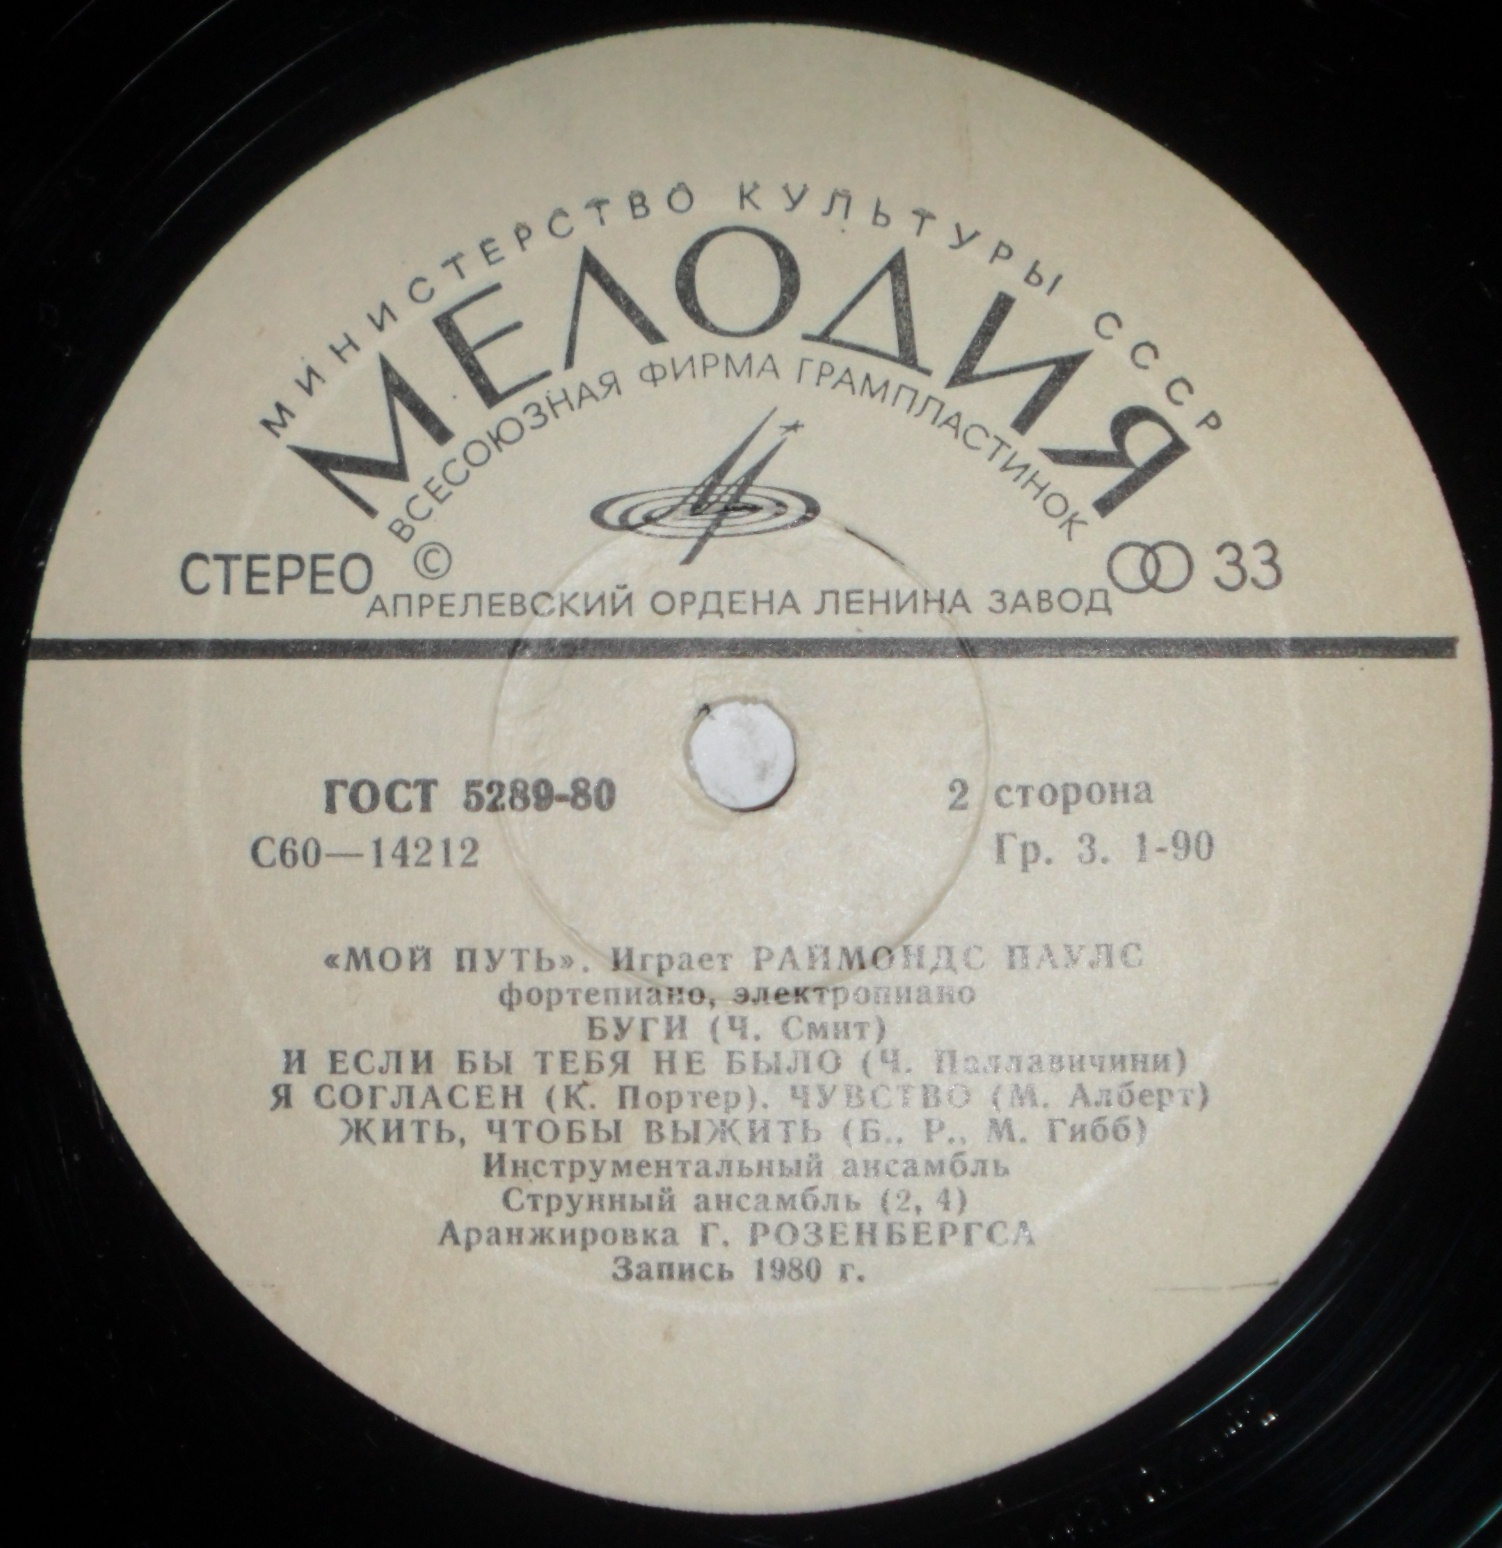 МИНИСТЕРСТВО КУЛЬТУРЫ СССР
МЕЛОДИЯ
ВСЕСОЮЗНАЯ ФИРМА ГРАМПЛАСТИНОК
СТЕРЕО © 33
АПРЕЛЕВСКИЙ ОРДЕНА ЛЕНИНА ЗАВОД
ГОСТ 5289-80 2 сторона
С60—14212 Гр. 3. 1-90
«МОЙ ПУТЬ». Играет РАЙМОНДС ПАУЛС
фортепиано, электропиано
БУГИ (Ч. Смит)
И ЕСЛИ БЫ ТЕБЯ НЕ БЫЛО (Ч. Паллавичини)
Я СОГЛАСЕН (К. Портер). ЧУВСТВО (М. Алберт)
ЖИТЬ, ЧТОБЫ ВЫЖИТЬ (Б., Р., М. Гибб)
Инструментальный ансамбль
Струнный ансамбль (2, 4)
Аранжировка Г. РОЗЕНБЕРГСА
Запись 1980 г.